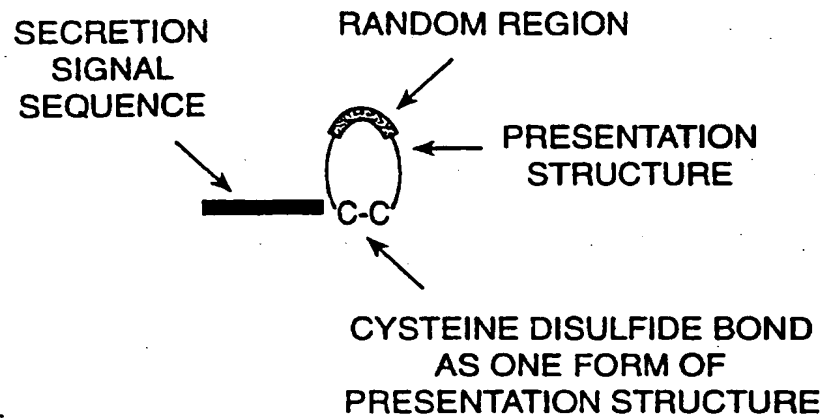 SECRETION
SIGNAL
SEQUENCE
RANDOM REGION
PRESENTATION
STRUCTURE
C-C
CYSTEINE DISULFIDE BOND
AS ONE FORM OF
PRESENTATION STRUCTURE